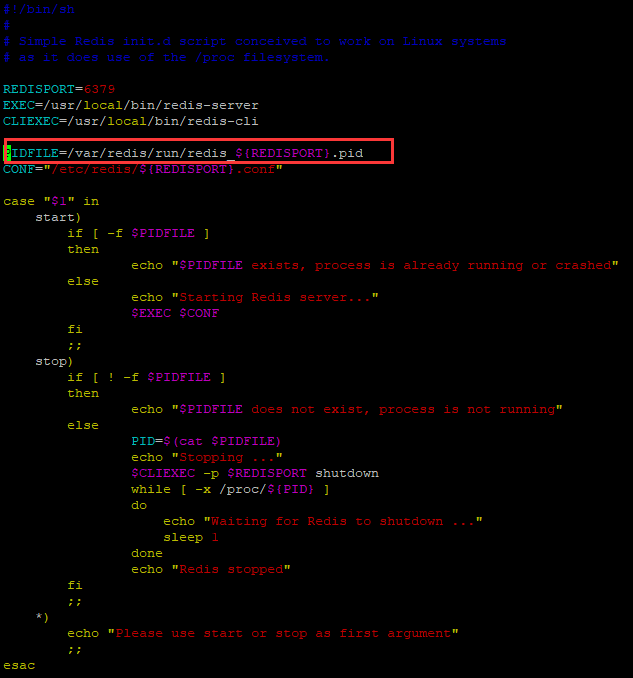 #!/bin/sh
#
# Simple Redis init.d script conceived to work on Linux systems
# as it does use of the /proc filesystem.
REDISPORT=6379
EXEC=/usr/local/bin/redis-server
CLIEXEC=/usr/local/bin/redis-cli
PIDFILE=/var/redis/run/redis_${REDISPORT}.pid
CONF="/etc/redis/${REDISPORT}.conf"
case "$1" in
start)
if [ -f $PIDFILE ]
then
echo "$PIDFILE exists, process is already running or crashed"
else
echo "Starting Redis server..."
$EXEC $CONF
fi
;;
stop)
if [ ! -f $PIDFILE ]
then
echo "$PIDFILE does not exist, process is not running"
else
PID=$(cat $PIDFILE)
echo "Stopping ..."
$CLIEXEC -p $REDISPORT shutdown
while [ -x /proc/${PID} ]
do
echo "Waiting for Redis to shutdown ..."
sleep 1
done
echo "Redis stopped"
fi
;;
*)
echo "Please use start or stop as first argument"
;;
esac